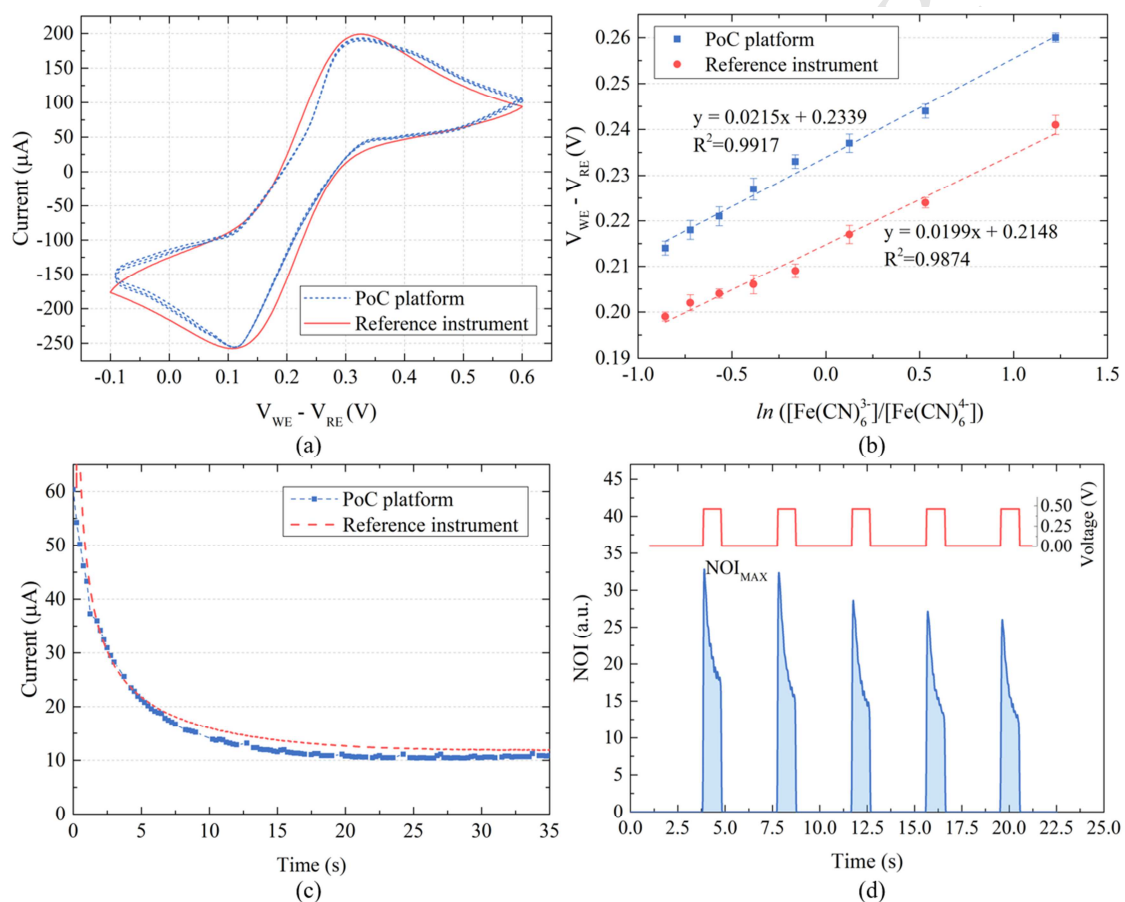 200
150
100
50
0
-50
-100
-150
-200
-250
Current (µA)
PoC platform
Reference instrument
-0.1 0.0 0.1 0.2 0.3 0.4 0.5 0.6
V_WE - V_RE (V)
(a)
0.26
0.25
0.24
0.23
0.22
0.21
0.20
0.19
V_WE - V_RE (V)
PoC platform
Reference instrument
y = 0.0215x + 0.2339
R²=0.9917
y = 0.0199x + 0.2148
R²=0.9874
-1.0 -0.5 0.0 0.5 1.0 1.5
ln ([Fe(CN)₆³⁻]/[Fe(CN)₆⁴⁻])
(b)
60
50
40
30
20
10
0
Current (µA)
PoC platform
Reference instrument
0 5 10 15 20 25 30 35
Time (s)
(c)
45
40
35
30
25
20
15
10
5
0
NOI (a.u.)
0.50
0.25
0.00
Voltage (V)
NOI_MAX
0.0 2.5 5.0 7.5 10.0 12.5 15.0 17.5 20.0 22.5 25.0
Time (s)
(d)